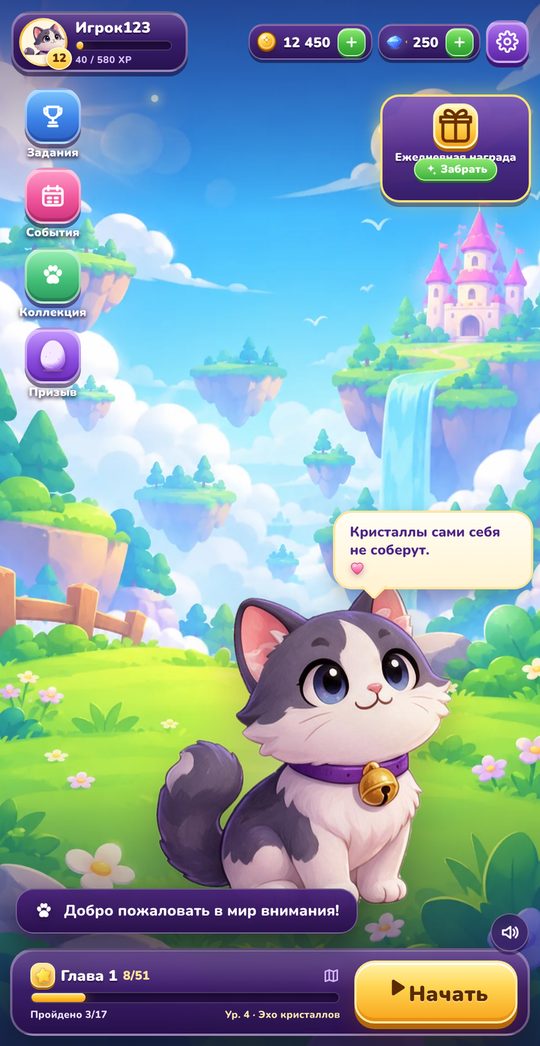 Игрок123
12
40 / 580 XP
12 450
+
250
+
Задания
События
Коллекция
Призыв
Ежедневная награда
Забрать
Кристаллы сами себя
не соберут.
Добро пожаловать в мир внимания!
Глава 1 8/51
Пройдено 3/17
Ур. 4 · Эхо кристаллов
Начать